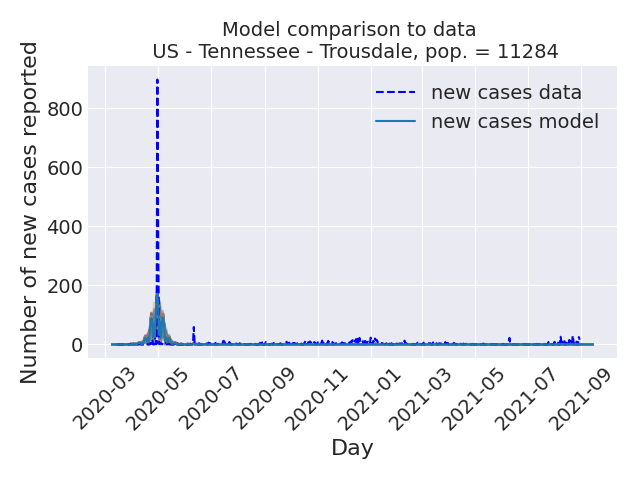 Model comparison to data
US - Tennessee - Trousdale, pop. = 11284
Number of new cases reported
800
600
400
200
0
new cases data
new cases model
2020-03
2020-05
2020-07
2020-09
2020-11
2021-01
2021-03
2021-05
2021-07
2021-09
Day